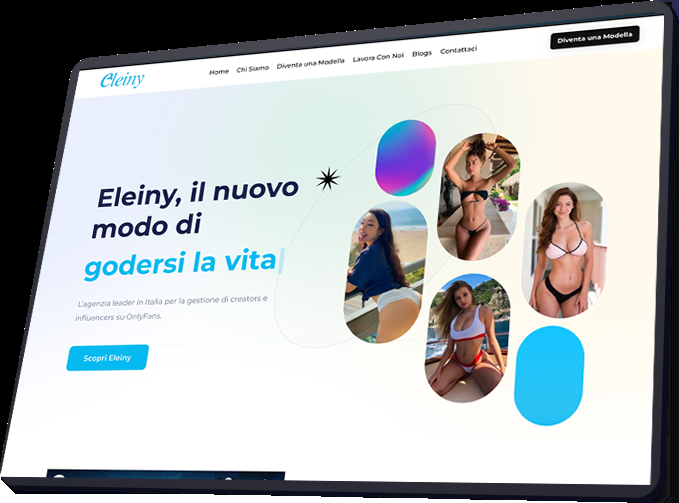 Eleiny
Home Chi Siamo Diventa una Modella Lavora Con Noi Blogs Contattaci
Diventa una Modella
Eleiny, il nuovo
modo di
godersi la vita
L'agenzia leader in Italia per la gestione di creators e
influencers su OnlyFans.
Scopri Eleiny